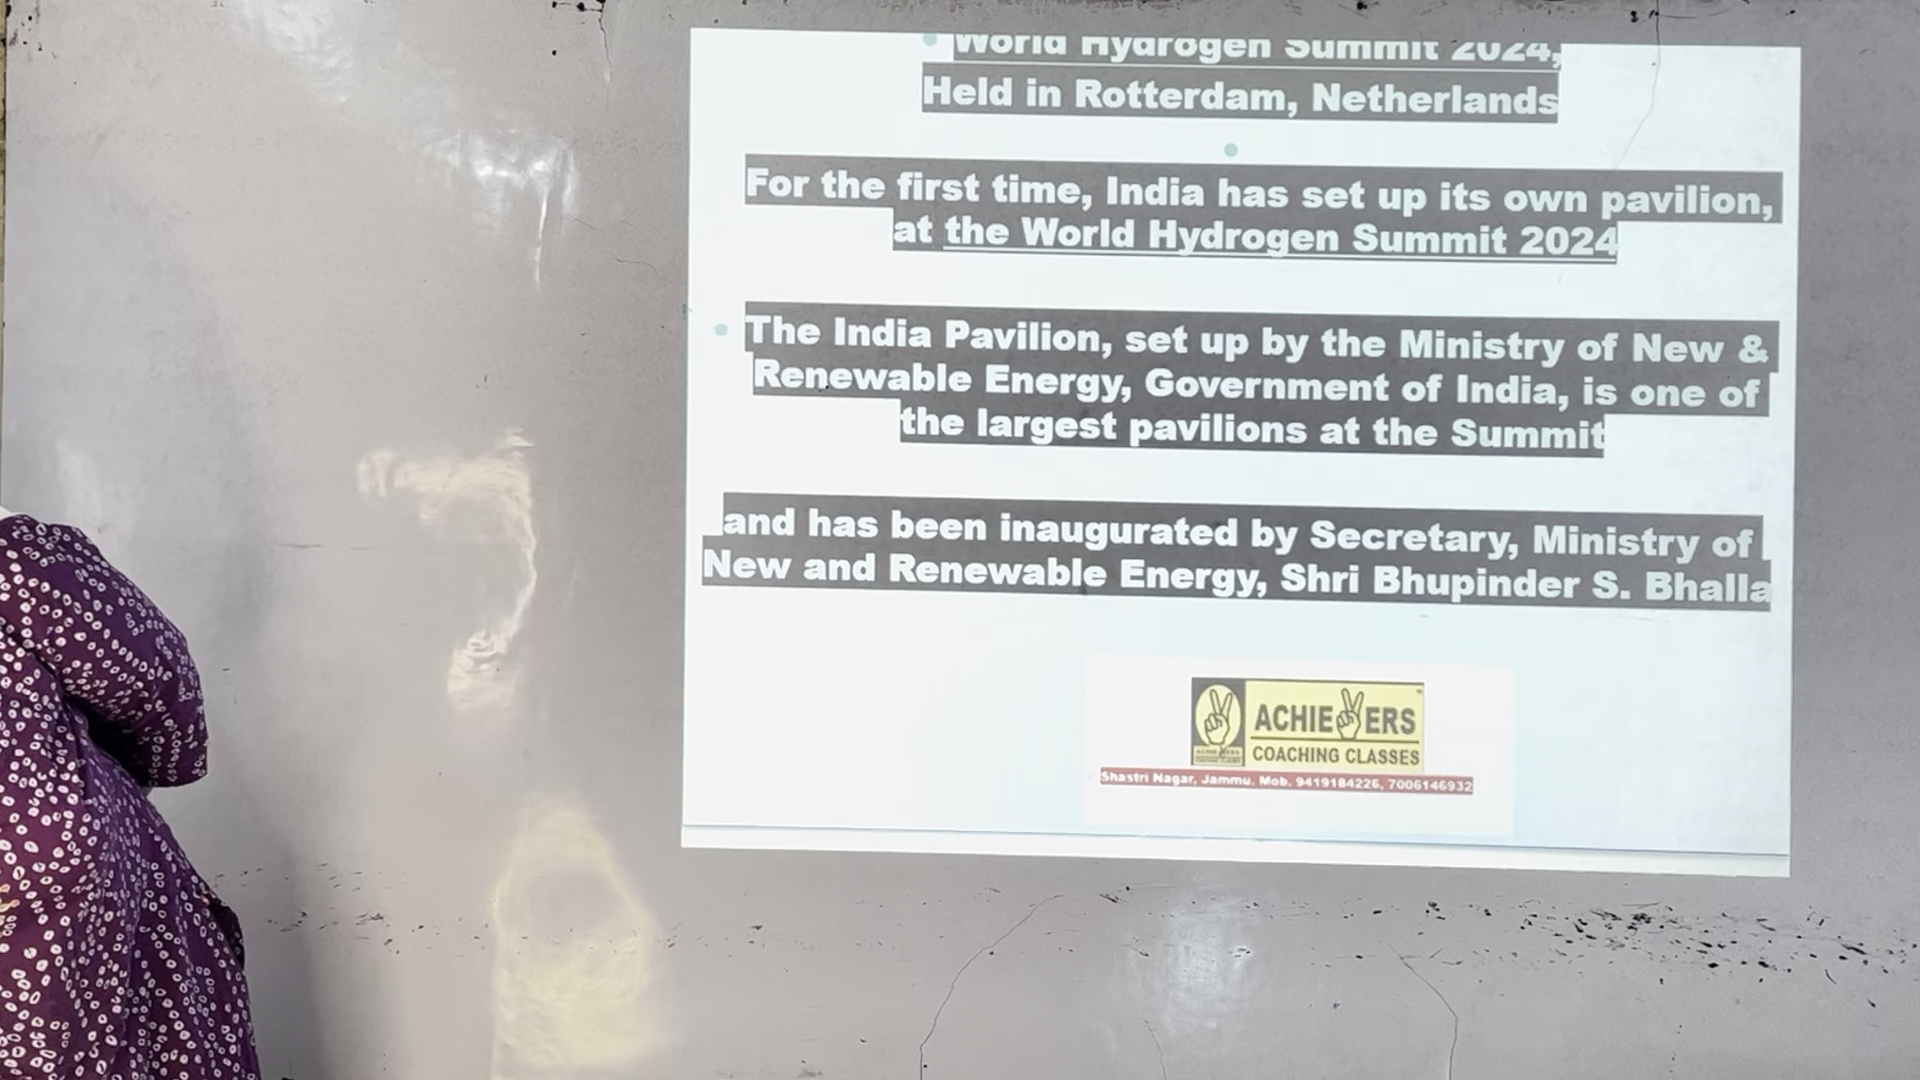 World Hydrogen Summit 2024,
Held in Rotterdam, Netherlands
For the first time, India has set up its own pavilion,
at the World Hydrogen Summit 2024
The India Pavilion, set up by the Ministry of New &
Renewable Energy, Government of India, is one of
the largest pavilions at the Summit
and has been inaugurated by Secretary, Ministry of
New and Renewable Energy, Shri Bhupinder S. Bhalla
ACHIEVERS
COACHING CLASSES
Shastri Nagar, Jammu. Mob. 9419184226, 7006146932